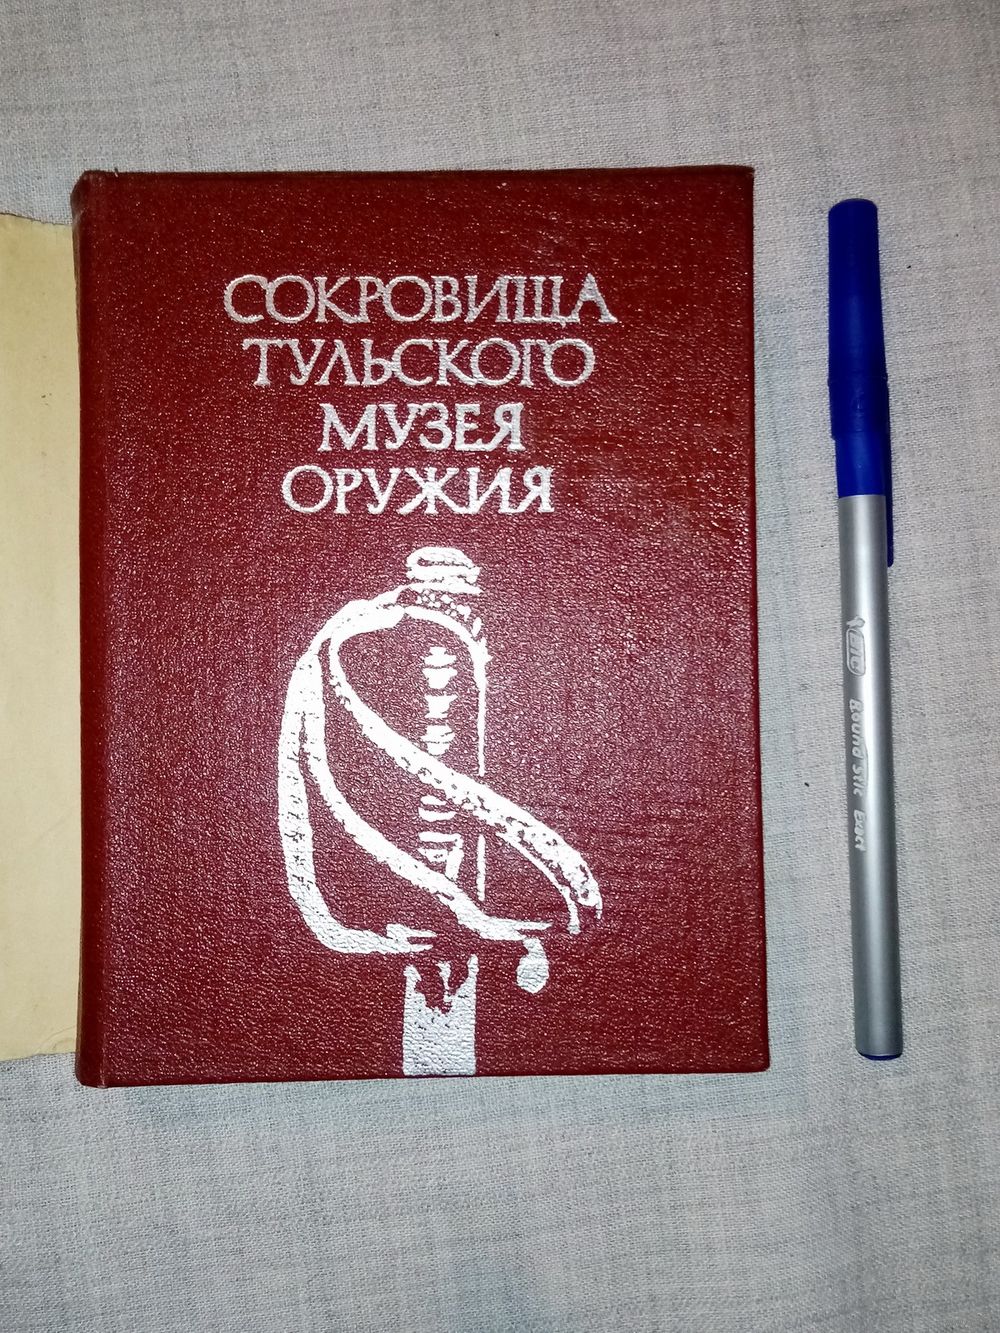 СОКРОВИЩА
ТУЛЬСКОГО
МУЗЕЯ
ОРУЖИЯ
BIC Round Stic Exact